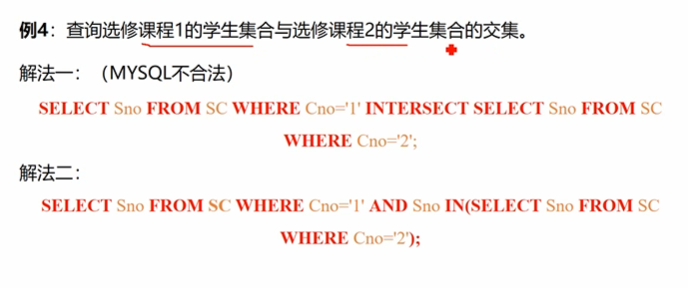 例4：查询选修课程1的学生集合与选修课程2的学生集合的交集。
解法一：（MYSQL不合法）
SELECT Sno FROM SC WHERE Cno='1' INTERSECT SELECT Sno FROM SC
WHERE Cno='2';
解法二：
SELECT Sno FROM SC WHERE Cno='1' AND Sno IN(SELECT Sno FROM SC
WHERE Cno='2');